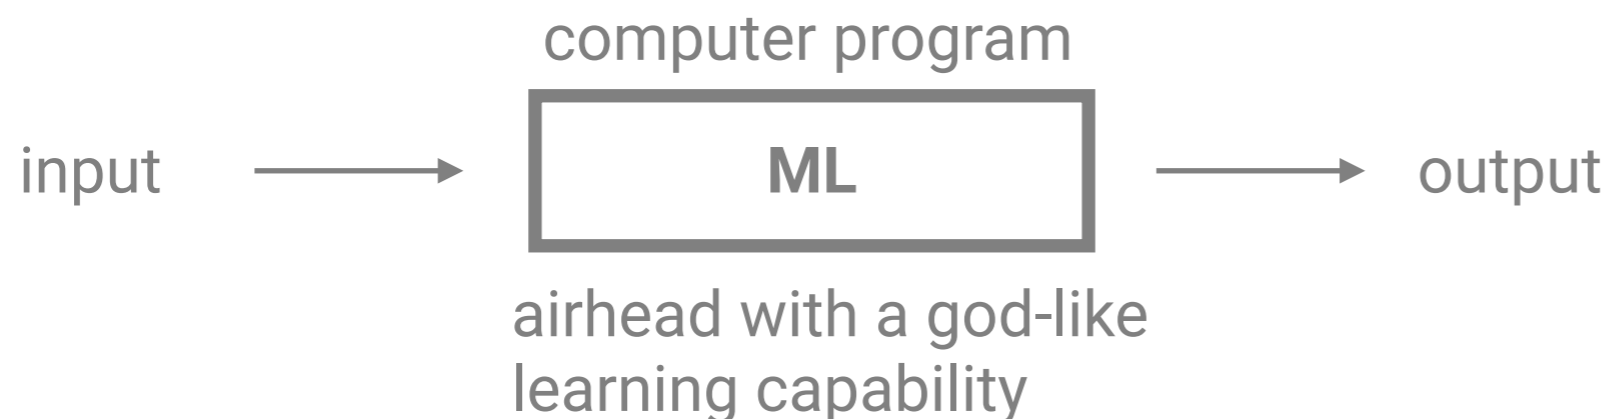 computer program
input
ML
output
airhead with a god-like
learning capability